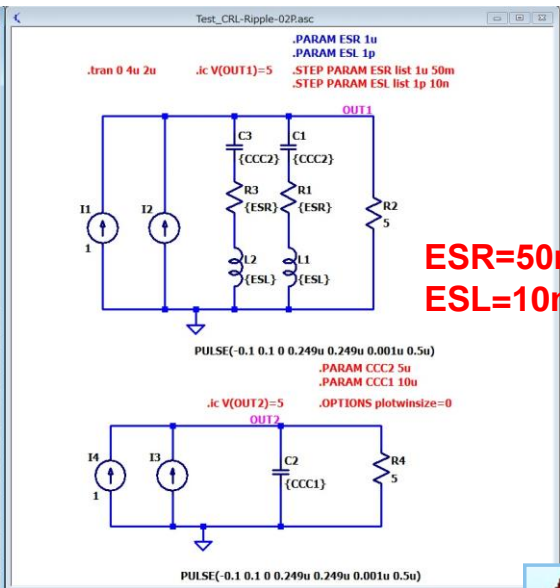 Test_CRL-Ripple-02P.asc
.PARAM ESR 1u
.PARAM ESL 1p
.tran 0 4u 2u
.ic V(OUT1)=5
.STEP PARAM ESR list 1u 50m
.STEP PARAM ESL list 1p 10n
OUT1
C3
C1
{CCC2}
{CCC2}
R3
R1
{ESR}
{ESR}
I1
I2
R2
1
5
L2
L1
{ESL}
{ESL}
ESR=50
ESL=10
PULSE(-0.1 0.1 0 0.249u 0.249u 0.001u 0.5u)
.PARAM CCC2 5u
.PARAM CCC1 10u
.ic V(OUT2)=5
.OPTIONS plotwinsize=0
OUT2
I4
I3
C2
R4
{CCC1}
5
1
PULSE(-0.1 0.1 0 0.249u 0.249u 0.001u 0.5u)